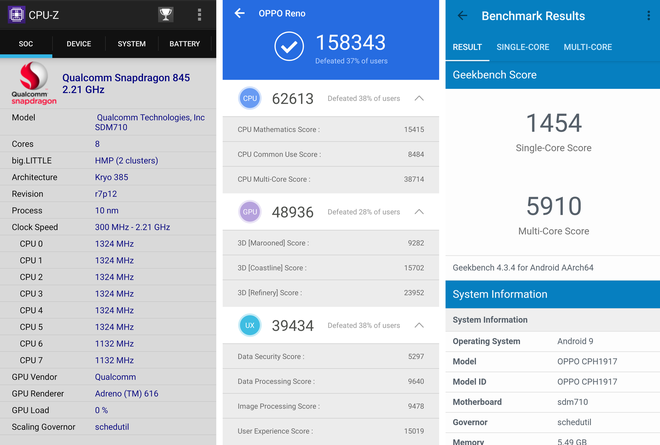 CPU-Z
SOC DEVICE SYSTEM BATTERY
Qualcomm
snapdragon
Qualcomm Snapdragon 845
2.21 GHz
Model Qualcomm Technologies, Inc
SDM710
Cores 8
big.LITTLE HMP (2 clusters)
Architecture Kryo 385
Revision r7p12
Process 10 nm
Clock Speed 300 MHz - 2.21 GHz
CPU 0 1324 MHz
CPU 1 1324 MHz
CPU 2 1324 MHz
CPU 3 1324 MHz
CPU 4 1324 MHz
CPU 5 1324 MHz
CPU 6 1132 MHz
CPU 7 1132 MHz
GPU Vendor Qualcomm
GPU Renderer Adreno (TM) 616
GPU Load 0 %
Scaling Governor schedutil
OPPO Reno
158343
Defeated 37% of users
CPU 62613 Defeated 38% of users
CPU Mathematics Score : 15415
CPU Common Use Score : 8484
CPU Multi-Core Score : 38714
GPU 48936 Defeated 28% of users
3D [Marooned] Score : 9282
3D [Coastline] Score : 15702
3D [Refinery] Score : 23952
UX 39434 Defeated 38% of users
Data Security Score : 5297
Data Processing Score : 9640
Image Processing Score : 9478
User Experience Score : 15019
Benchmark Results
RESULT SINGLE-CORE MULTI-CORE
Geekbench Score
1454
Single-Core Score
5910
Multi-Core Score
Geekbench 4.3.4 for Android AArch64
System Information
System Information
Operating System Android 9
Model OPPO CPH1917
Model ID OPPO CPH1917
Motherboard sdm710
Governor schedutil
Memory 5.49 GB